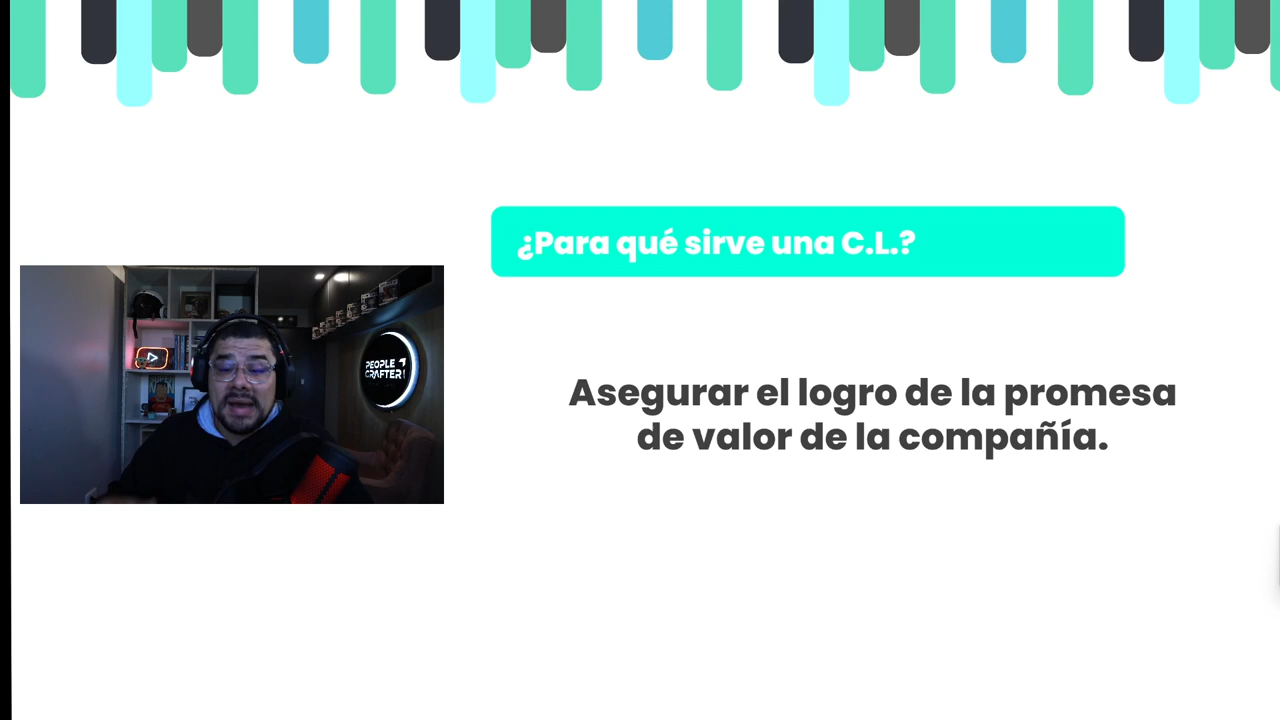 ¿Para qué sirve una C.L.?
Asegurar el logro de la promesa
de valor de la compañía.
PEOPLE
CRAFTER!